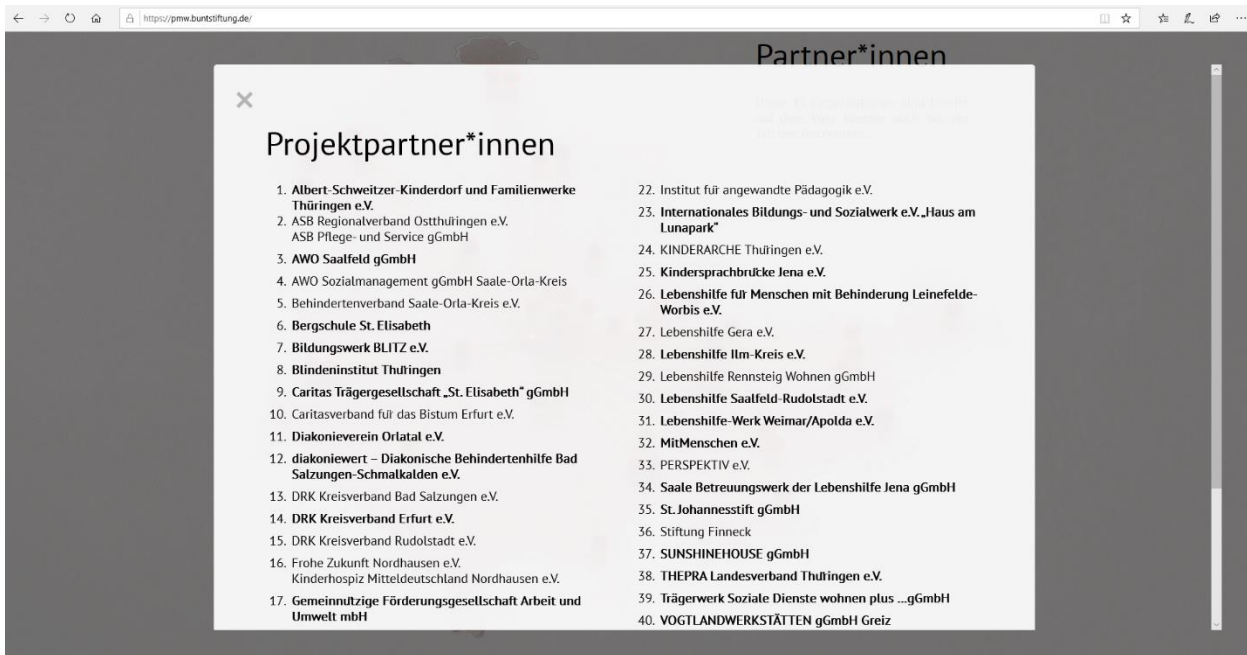 https://pmw.buntstiftung.de/
Partner*innen
Projektpartner*innen
1. Albert-Schweitzer-Kinderdorf und Familienwerke
Thüringen e.V.
2. ASB Regionalverband Ostthüringen e.V.
ASB Pflege- und Service gGmbH
3. AWO Saalfeld gGmbH
4. AWO Sozialmanagement gGmbH Saale-Orla-Kreis
5. Behindertenverband Saale-Orla-Kreis e.V.
6. Bergschule St. Elisabeth
7. Bildungswerk BLITZ e.V.
8. Blindeninstitut Thüringen
9. Caritas Trägergesellschaft „St. Elisabeth“ gGmbH
10. Caritasverband für das Bistum Erfurt e.V.
11. Diakonieverein Orlatal e.V.
12. diakoniewert – Diakonische Behindertenhilfe Bad
Salzungen-Schmalkalden e.V.
13. DRK Kreisverband Bad Salzungen e.V.
14. DRK Kreisverband Erfurt e.V.
15. DRK Kreisverband Rudolstadt e.V.
16. Frohe Zukunft Nordhausen e.V.
Kinderhospiz Mitteldeutschland Nordhausen e.V.
17. Gemeinnützige Förderungsgesellschaft Arbeit und
Umwelt mbH
22. Institut für angewandte Pädagogik e.V.
23. Internationales Bildungs- und Sozialwerk e.V. „Haus am
Lunapark“
24. KINDERARCHE Thüringen e.V.
25. Kindersprachbrücke Jena e.V.
26. Lebenshilfe für Menschen mit Behinderung Leinefelde-
Worbis e.V.
27. Lebenshilfe Gera e.V.
28. Lebenshilfe Ilm-Kreis e.V.
29. Lebenshilfe Rennsteig Wohnen gGmbH
30. Lebenshilfe Saalfeld-Rudolstadt e.V.
31. Lebenshilfe-Werk Weimar/Apolda e.V.
32. MitMenschen e.V.
33. PERSPEKTIV e.V.
34. Saale Betreuungswerk der Lebenshilfe Jena gGmbH
35. St. Johannesstift gGmbH
36. Stiftung Finneck
37. SUNSHINEHOUSE gGmbH
38. THEPRA Landesverband Thüringen e.V.
39. Trägerwerk Soziale Dienste wohnen plus ...gGmbH
40. VOGTLANDWERKSTÄTTEN gGmbH Greiz